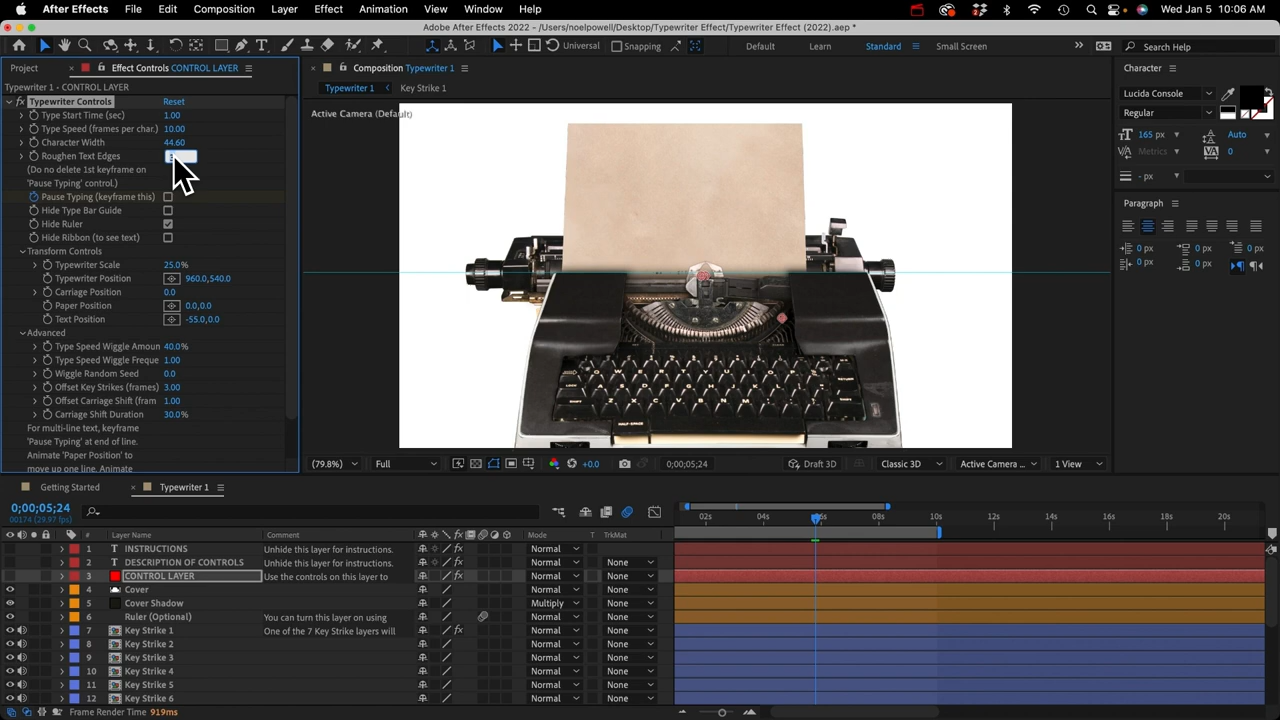 After Effects File Edit Composition Layer Effect Animation View Window Help Wed Jan 5 10:06 AM
Adobe After Effects 2022 - /Users/noelpowell/Desktop/Typewriter Effect/Typewriter Effect (2022).aep *
Universal Snapping Default Learn Standard Small Screen Search Help
Project Effect Controls CONTROL LAYER
Composition Typewriter 1
Character
Typewriter 1 • CONTROL LAYER
Typewriter 1 Key Strike 1
Typewriter Controls Reset
Lucida Console
Type Start Time (sec) 1.00
Active Camera (Default)
Regular
Type Speed (frames per char.) 10.00
165 px Auto
Character Width 44.60
Metrics 0
Roughen Text Edges
(Do no delete 1st keyframe on
- px
'Pause Typing' control.)
Pause Typing (keyframe this)
Paragraph
Hide Type Bar Guide
Hide Ruler
Hide Ribbon (to see text)
0 px 0 px 0 px
Transform Controls
0 px 0 px
Typewriter Scale 25.0%
Typewriter Position 960.0,540.0
Carriage Position 0.0
Paper Position 0.0,0.0
Text Position -55.0,0.0
Advanced
Type Speed Wiggle Amoun 40.0%
Type Speed Wiggle Freque 1.00
Wiggle Random Seed 0.0
Offset Key Strikes (frames) 3.00
Offset Carriage Shift (fram 1.00
Carriage Shift Duration 30.0%
For multi-line text, keyframe
'Pause Typing' at end of line.
Animate 'Paper Position' to
move up one line. Animate
(79.8%) Full +0.0 0;00;05;24 Draft 3D Classic 3D Active Camera ... 1 View
Getting Started Typewriter 1
0;00;05;24
00174 (29.97 fps)
02s 04s 06s 08s 10s 12s 14s 16s 18s 20s
# Layer Name Comment Mode T TrkMat
1 T INSTRUCTIONS Unhide this layer for instructions. Normal
2 T DESCRIPTION OF CONTROLS Unhide this layer for instructions. Normal None
3 CONTROL LAYER Use the controls on this layer to Normal None
4 Cover Normal None
5 Cover Shadow Multiply None
6 Ruler (Optional) You can turn this layer on using Normal None
7 Key Strike 1 One of the 7 Key Strike layers will Normal None
8 Key Strike 2 Normal None
9 Key Strike 3 Normal None
10 Key Strike 4 Normal None
11 Key Strike 5 Normal None
12 Key Strike 6 Normal None
Frame Render Time 919ms